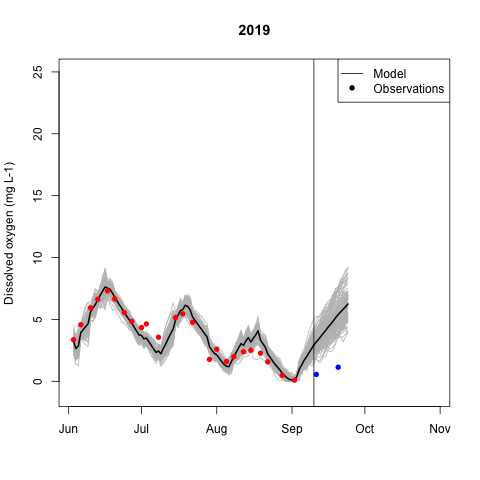 2019
Model
Observations
Dissolved oxygen (mg L-1)
25
20
15
10
5
0
Jun Jul Aug Sep Oct Nov